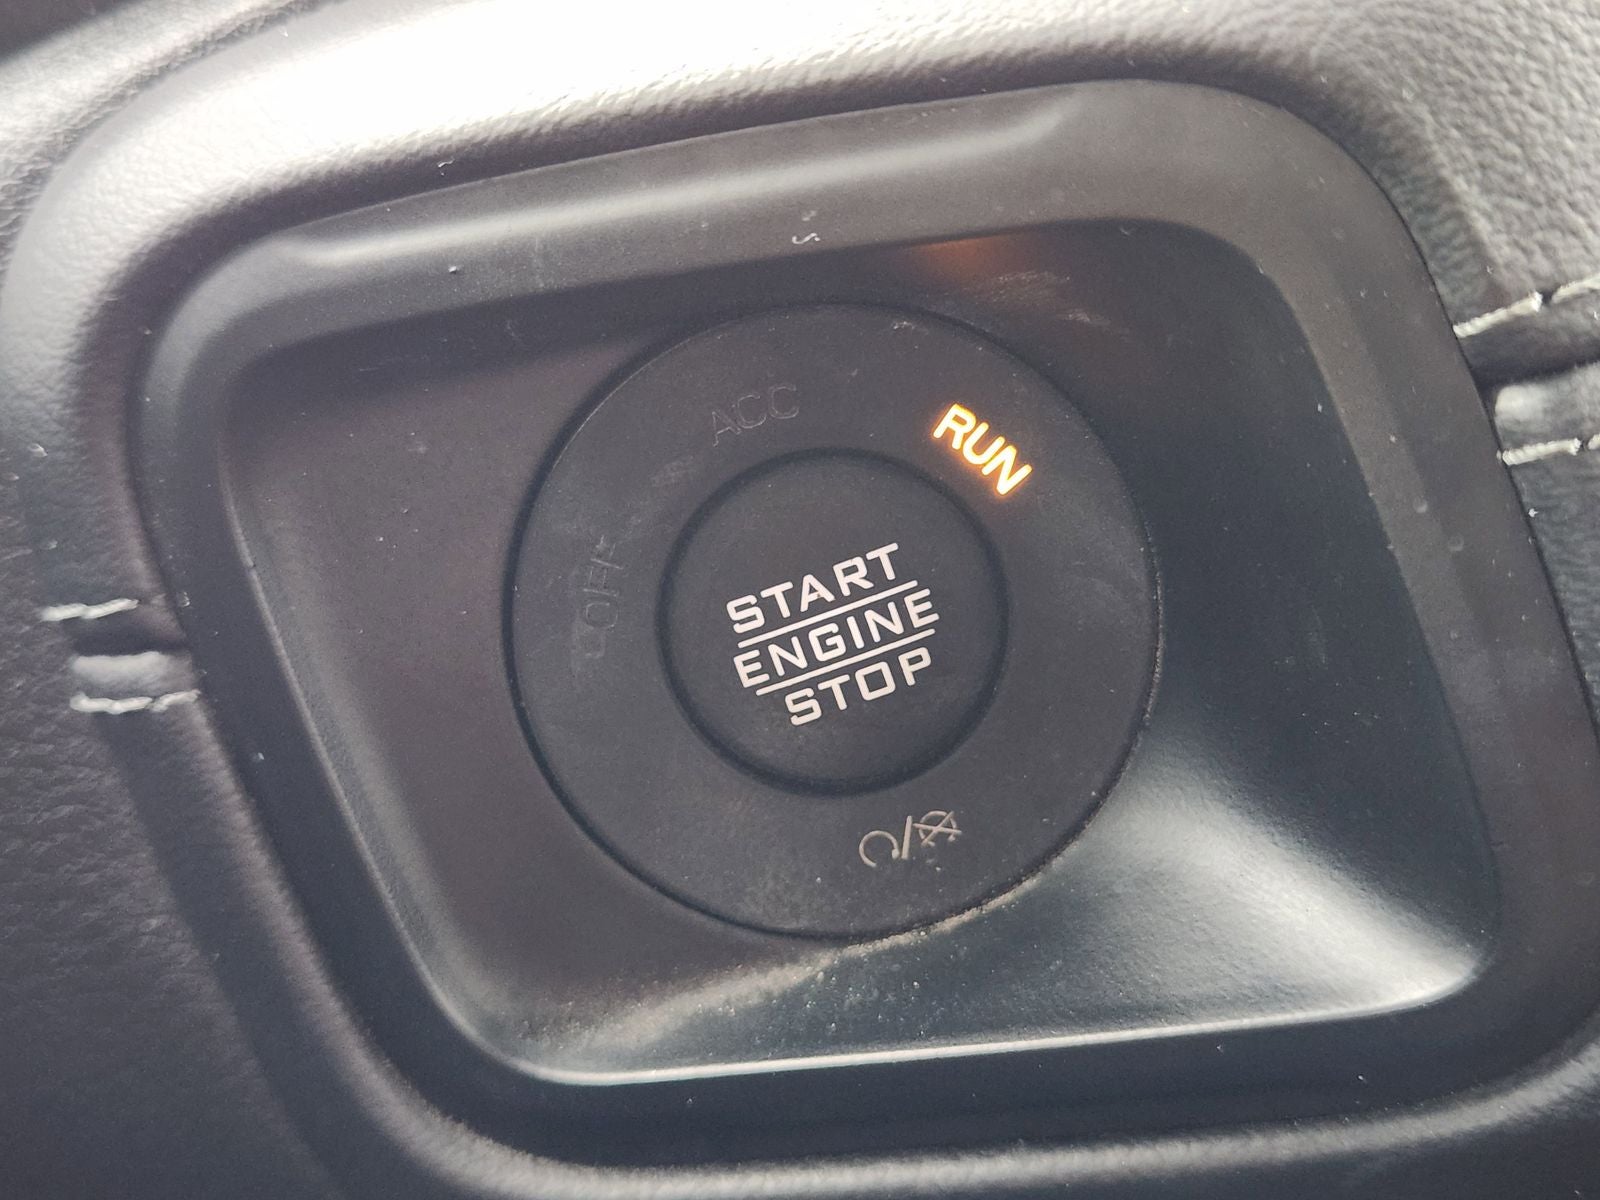 ACC
RUN
OFF
START
ENGINE
STOP